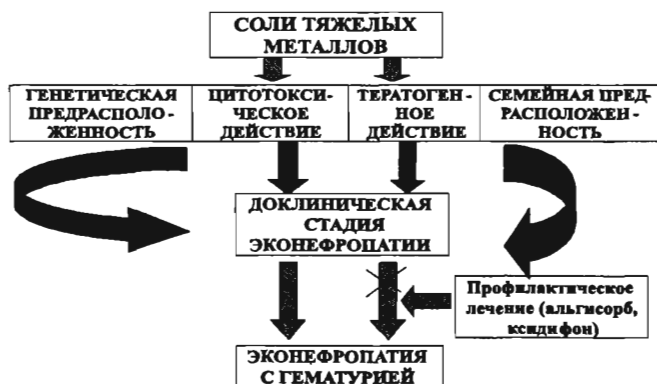 СОЛИ ТЯЖЕЛЫХ
МЕТАЛЛОВ
ГЕНЕТИЧЕСКАЯ
ПРЕДРАСПОЛО-
ЖЕННОСТЬ
ЦИТОТОКСИ-
ЧЕСКОЕ
ДЕЙСТВИЕ
ТЕРАТОГЕН-
НОЕ
ДЕЙСТВИЕ
СЕМЕЙНАЯ ПРЕД-
РАСПОЛОЖЕН-
НОСТЬ
ДОКЛИНИЧЕСКАЯ
СТАДИЯ
ЭКОНЕФРОПАТИИ
Профилактическое
лечение (альгисорб,
ксидифон)
ЭКОНЕФРОПАТИЯ
С ГЕМАТУРИЕЙ